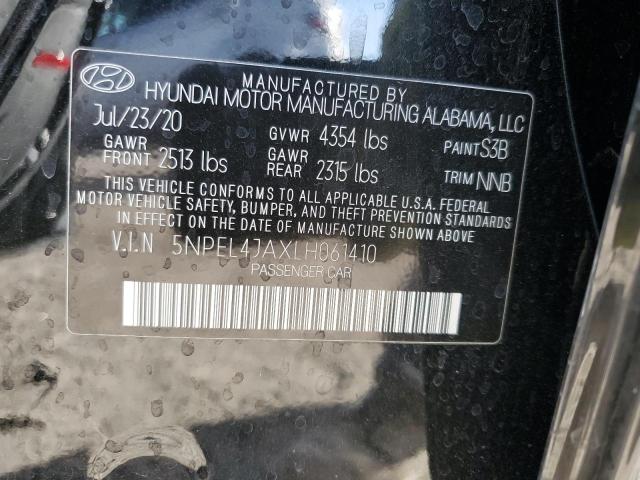 MANUFACTURED BY
HYUNDAI MOTOR MANUFACTURING ALABAMA, LLC
Jul/23/20 GVWR 4354 lbs PAINT S3B
GAWR FRONT 2513 lbs GAWR REAR 2315 lbs TRIM NNB
THIS VEHICLE CONFORMS TO ALL APPLICABLE U.S.A. FEDERAL
MOTOR VEHICLE SAFETY, BUMPER, AND THEFT PREVENTION STANDARDS
IN EFFECT ON THE DATE OF MANUFACTURE SHOWN ABOVE.
V.I.N 5NPEL4JAXLH061410
PASSENGER CAR